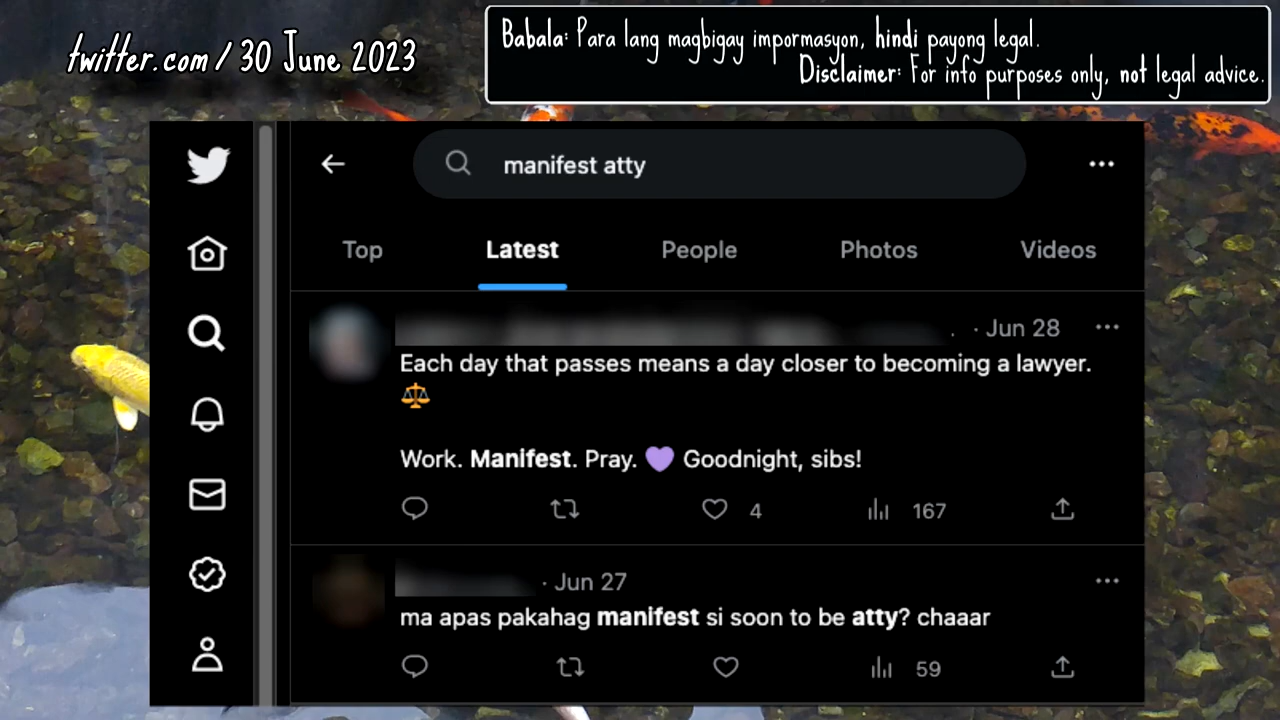 twitter.com / 30 June 2023
Babala: Para lang magbigay impormasyon, hindi payong legal.
Disclaimer: For info purposes only, not legal advice.
manifest atty
Top Latest People Photos Videos
· Jun 28
Each day that passes means a day closer to becoming a lawyer.
⚖️
Work. Manifest. Pray. 💜 Goodnight, sibs!
4 167
· Jun 27
ma apas pakahag manifest si soon to be atty? chaaar
59